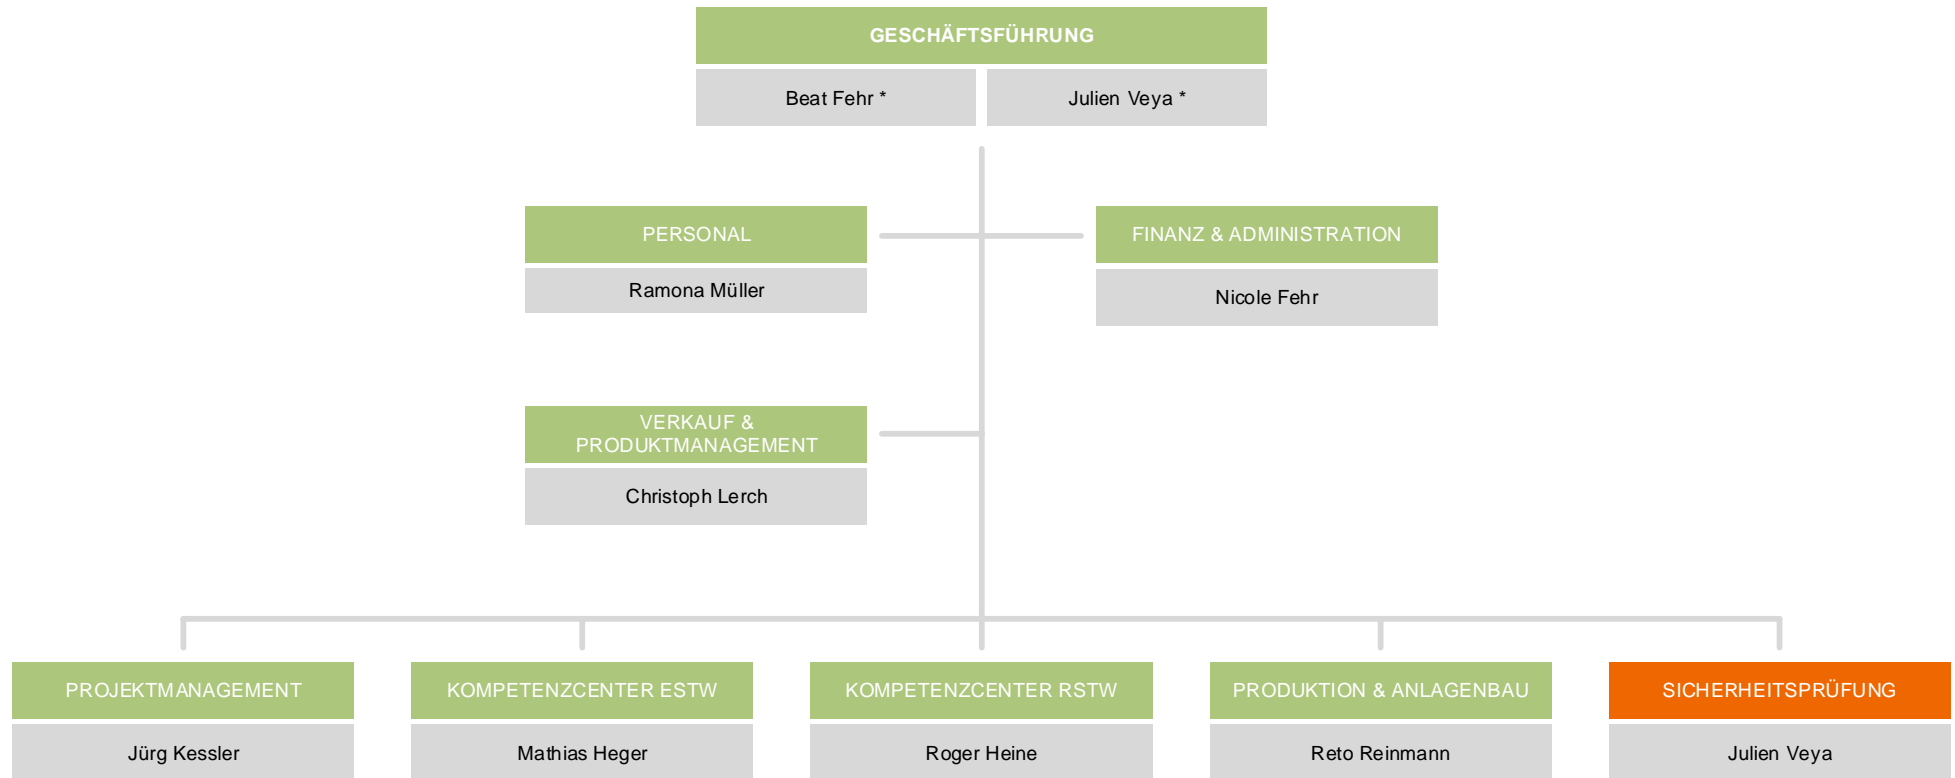 GESCHÄFTSFÜHRUNG
Beat Fehr *
Julien Veya *
PERSONAL
Ramona Müller
FINANZ & ADMINISTRATION
Nicole Fehr
VERKAUF &
PRODUKTMANAGEMENT
Christoph Lerch
PROJEKTMANAGEMENT
Jürg Kessler
KOMPETENZCENTER ESTW
Mathias Heger
KOMPETENZCENTER RSTW
Roger Heine
PRODUKTION & ANLAGENBAU
Reto Reinmann
SICHERHEITSPRÜFUNG
Julien Veya